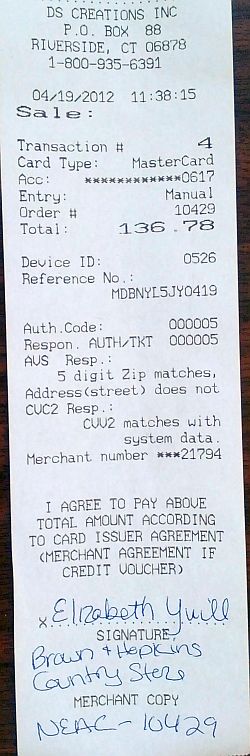 DS CREATIONS INC
P.O. BOX 88
RIVERSIDE, CT 06878
1-800-935-6391
04/19/2012 11:38:15
Sale:
Transaction # 4
Card Type: MasterCard
Acc: ************0617
Entry: Manual
Order # 10429
Total: 136.78
Device ID: 0526
Reference No.:
MDBNYL5JY0419
Auth.Code: 000005
Respon. AUTH/TKT 000005
AVS Resp.:
5 digit Zip matches,
Address(street) does not
CVC2 Resp.:
CVV2 matches with
system data.
Merchant number ***21794
I AGREE TO PAY ABOVE
TOTAL AMOUNT ACCORDING
TO CARD ISSUER AGREEMENT
(MERCHANT AGREEMENT IF
CREDIT VOUCHER)
X Elizabeth Yuill
SIGNATURE
Brown + Hopkins
Country Store
MERCHANT COPY
NEAC - 10429